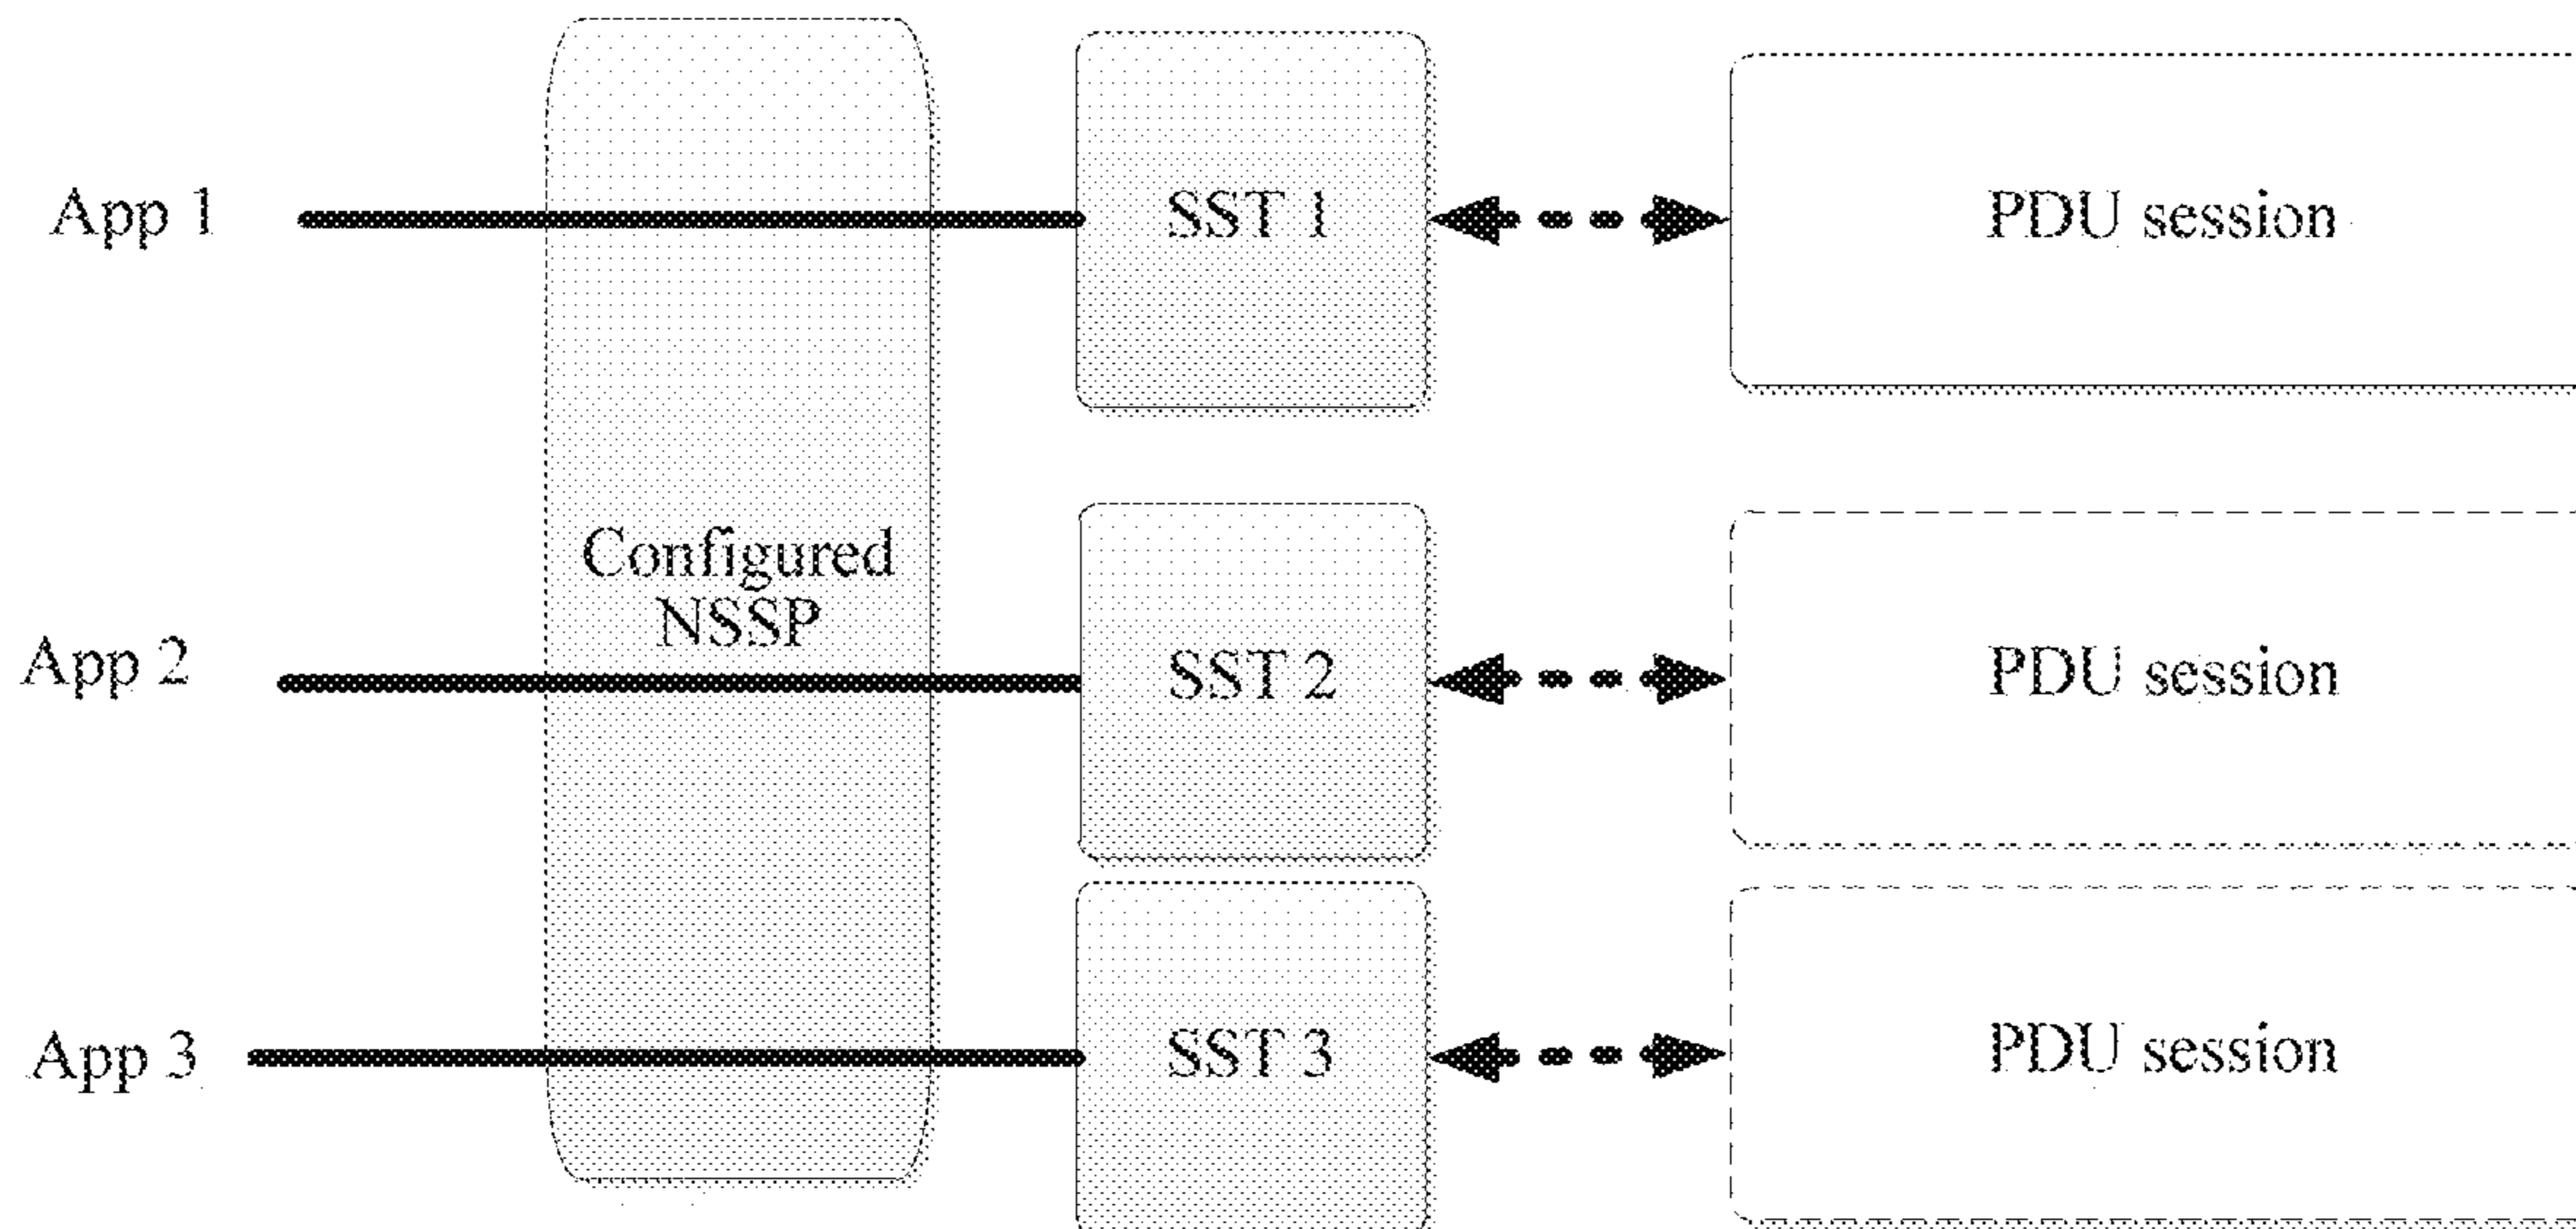 App 1
SST 1
PDU session
Configured
NSSP
App 2
SST 2
PDU session
App 3
SST 3
PDU session